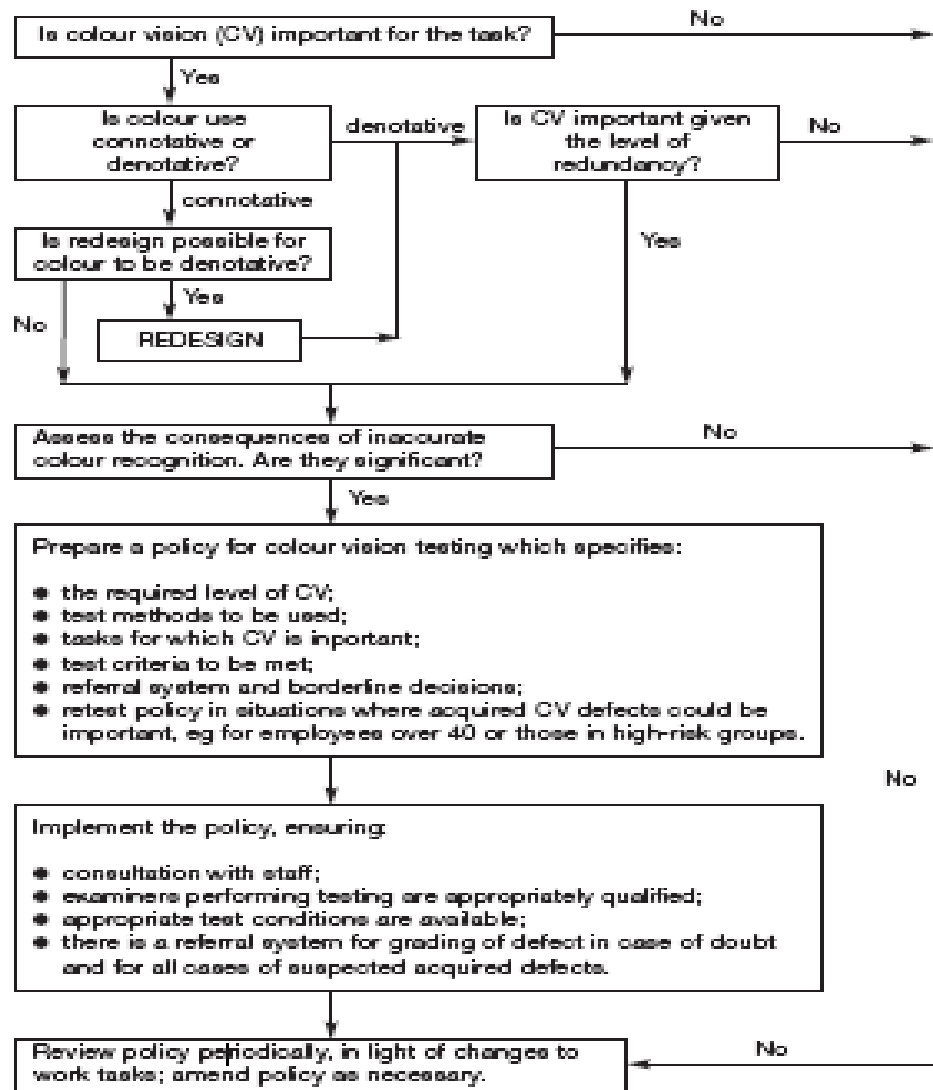 Is colour vision (CV) important for the task?
No
Yes
Is colour use
connotative or
denotative?
denotative
Is CV important given
the level of
redundancy?
No
connotative
Is redesign possible for
colour to be denotative?
Yes
Yes
No
REDESIGN
Assess the consequences of inaccurate
colour recognition. Are they significant?
No
Yes
Prepare a policy for colour vision testing which specifies:
● the required level of CV;
● test methods to be used;
● tasks for which CV is inportant;
● test criteria to be met;
● referral system and borderline decisions;
● retest policy in situations where acquired CV defects could be
important, eg for employees over 40 or those in high-risk groups.
No
Implement the policy, ensuring:
● consultation with staff;
● examiners performing testing are appropriately qualified;
● appropriate test conditions are available;
● there is a referral system for grading of defect in case of doubt
and for all cases of suspected acquired defects.
Review policy periodically, in light of changes to
work tasks; amend policy as necessary.
No